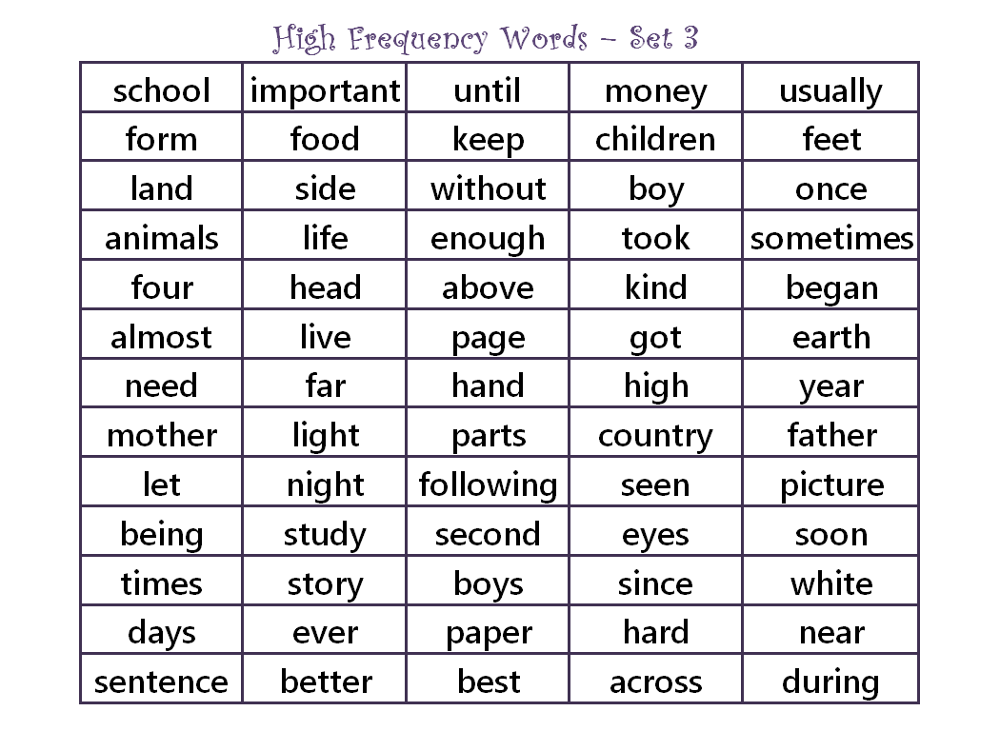 High Frequency Words – Set 3
school important until money usually
form food keep children feet
land side without boy once
animals life enough took sometimes
four head above kind began
almost live page got earth
need far hand high year
mother light parts country father
let night following seen picture
being study second eyes soon
times story boys since white
days ever paper hard near
sentence better best across during